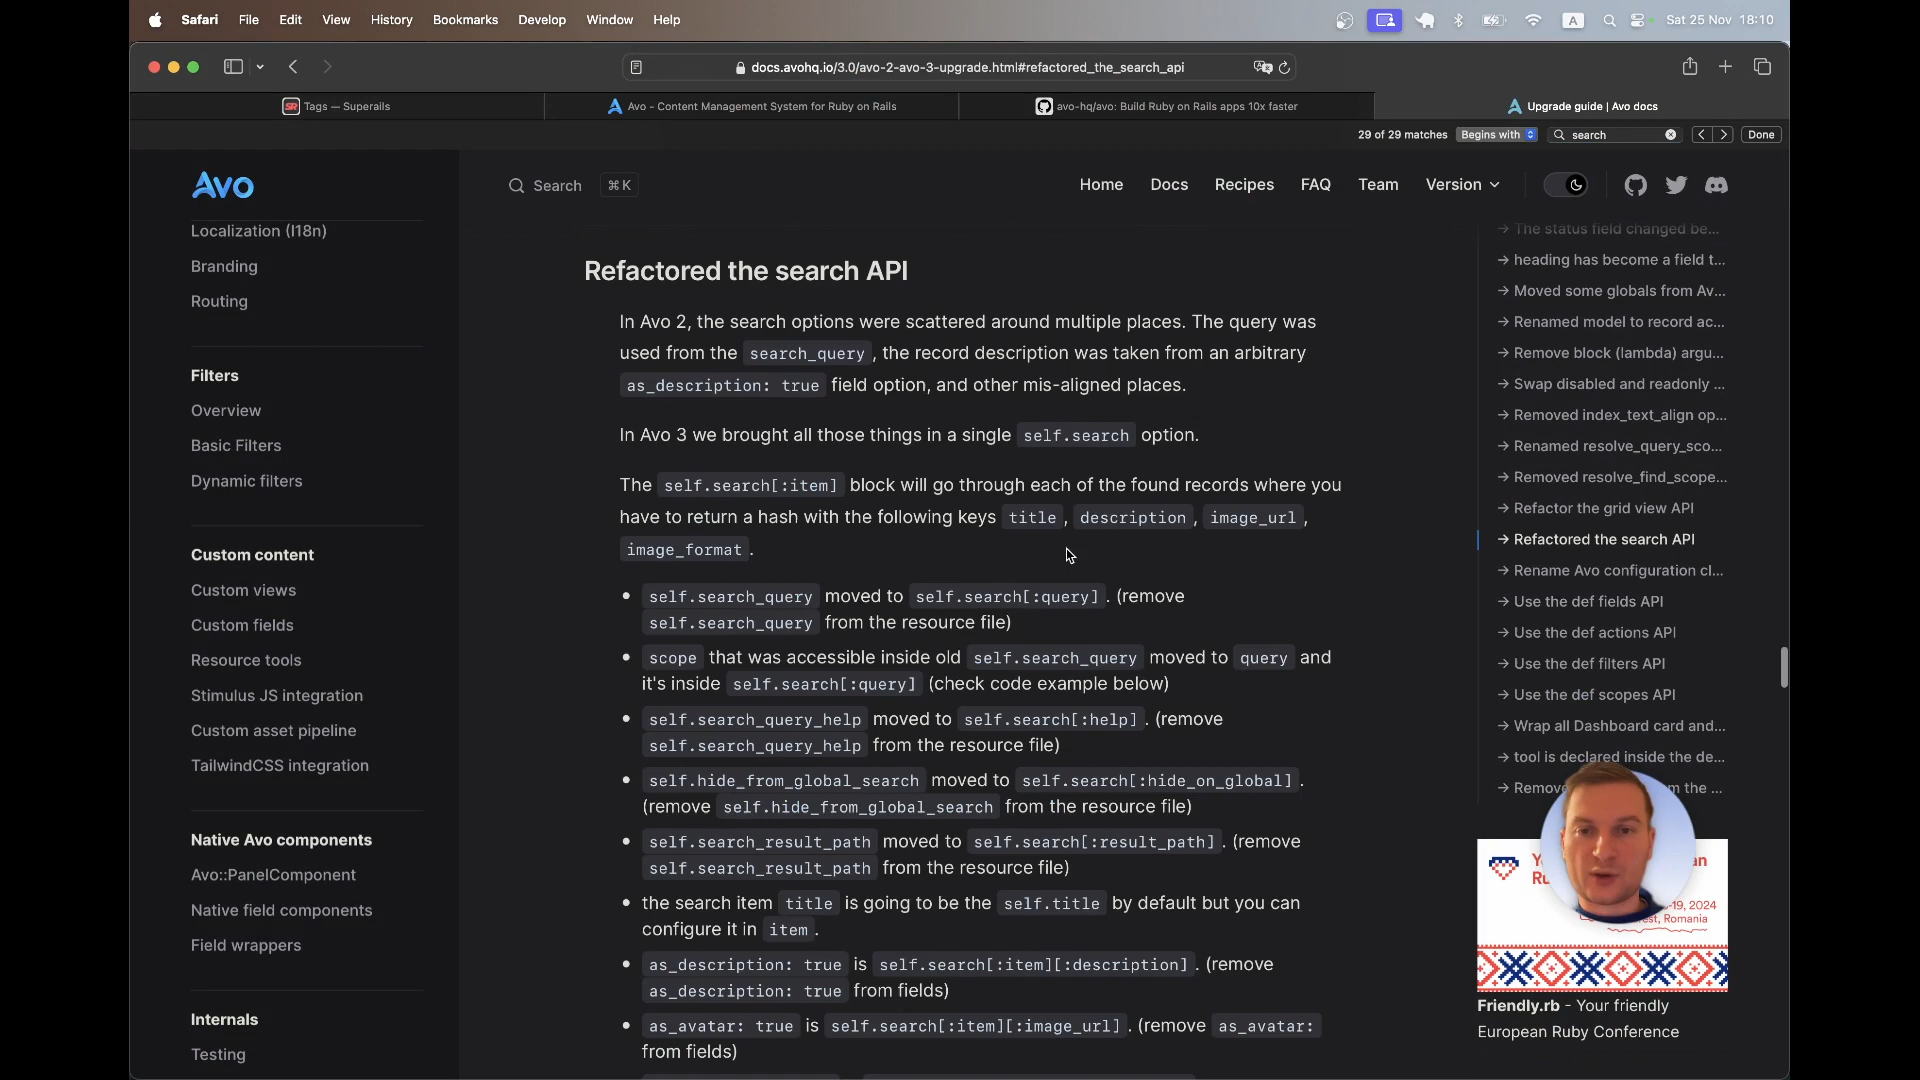 Safari File Edit View History Bookmarks Develop Window Help
A
Sat 25 Nov 18:10
docs.avohq.io/3.0/avo-2-avo-3-upgrade.html#refactored_the_search_api
SR Tags — Superails
Avo - Content Management System for Ruby on Rails
avo-hq/avo: Build Ruby on Rails apps 10x faster
Upgrade guide | Avo docs
29 of 29 matches Begins with search Done
Avo
Search ⌘K
Home Docs Recipes FAQ Team Version
Localization (I18n)
Branding
Routing
Filters
Overview
Basic Filters
Dynamic filters
Custom content
Custom views
Custom fields
Resource tools
Stimulus JS integration
Custom asset pipeline
TailwindCSS integration
Native Avo components
Avo::PanelComponent
Native field components
Field wrappers
Internals
Testing
Refactored the search API
In Avo 2, the search options were scattered around multiple places. The query was
used from the search_query , the record description was taken from an arbitrary
as_description: true field option, and other mis-aligned places.
In Avo 3 we brought all those things in a single self.search option.
The self.search[:item] block will go through each of the found records where you
have to return a hash with the following keys title , description , image_url ,
image_format .
• self.search_query moved to self.search[:query] . (remove
self.search_query from the resource file)
• scope that was accessible inside old self.search_query moved to query and
it's inside self.search[:query] (check code example below)
• self.search_query_help moved to self.search[:help] . (remove
self.search_query_help from the resource file)
• self.hide_from_global_search moved to self.search[:hide_on_global] .
(remove self.hide_from_global_search from the resource file)
• self.search_result_path moved to self.search[:result_path] . (remove
self.search_result_path from the resource file)
• the search item title is going to be the self.title by default but you can
configure it in item .
• as_description: true is self.search[:item][:description] . (remove
as_description: true from fields)
• as_avatar: true is self.search[:item][:image_url] . (remove as_avatar:
from fields)
→ The status field changed be...
→ heading has become a field t...
→ Moved some globals from Av...
→ Renamed model to record ac...
→ Remove block (lambda) argu...
→ Swap disabled and readonly ...
→ Removed index_text_align op...
→ Renamed resolve_query_sco...
→ Removed resolve_find_scope...
→ Refactor the grid view API
→ Refactored the search API
→ Rename Avo configuration cl...
→ Use the def fields API
→ Use the def actions API
→ Use the def filters API
→ Use the def scopes API
→ Wrap all Dashboard card and...
→ tool is declared inside the de...
the ...
-19, 2024
Romania
Friendly.rb - Your friendly
European Ruby Conference